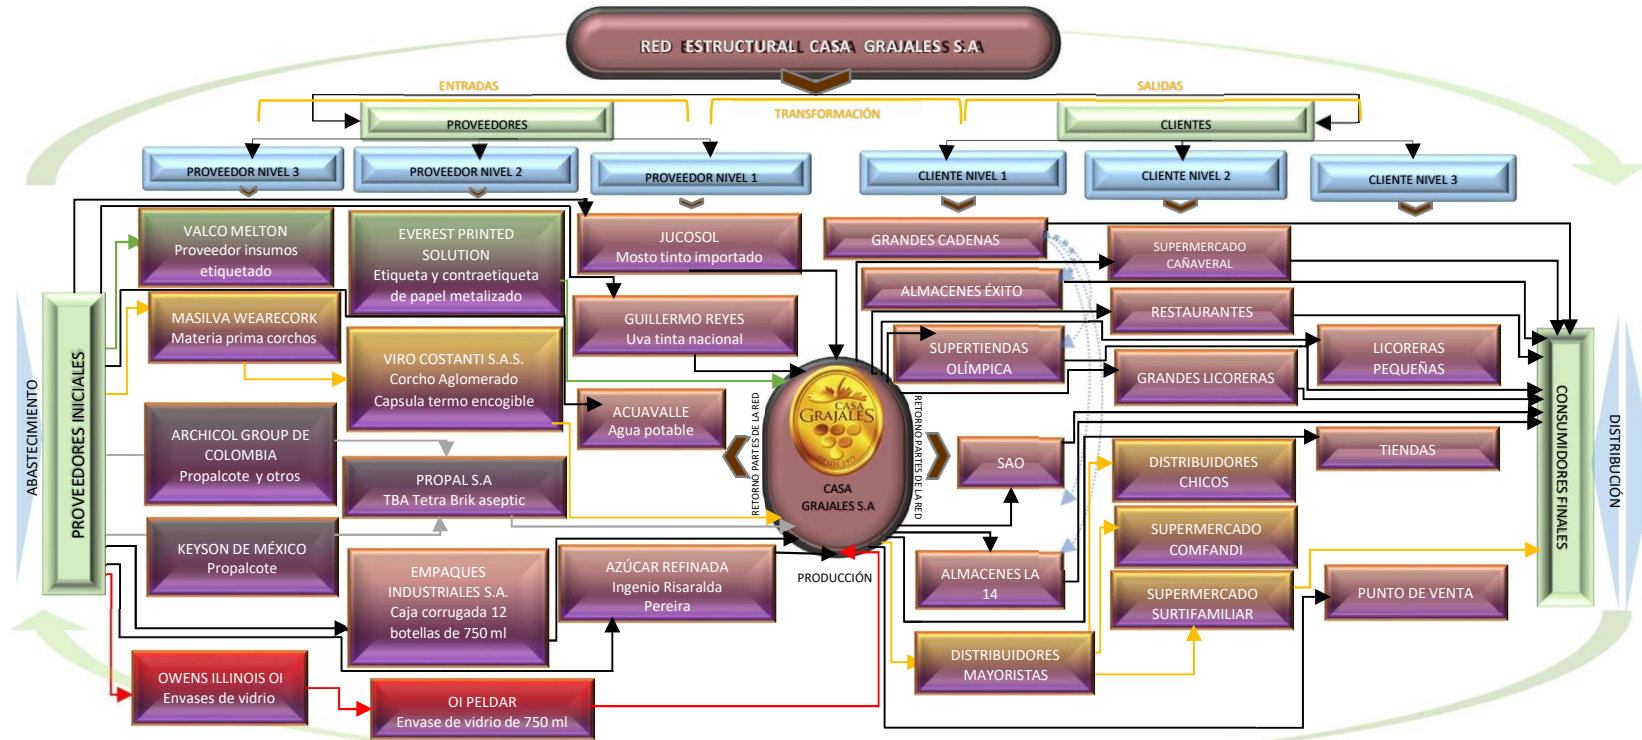 RED ESTRUCTURAL CASA GRAJALES S.A
ENTRADAS
TRANSFORMACIÓN
SALIDAS
PROVEEDORES
CLIENTES
PROVEEDOR NIVEL 3
PROVEEDOR NIVEL 2
PROVEEDOR NIVEL 1
CLIENTE NIVEL 1
CLIENTE NIVEL 2
CLIENTE NIVEL 3
ABASTECIMIENTO
PROVEEDORES INICIALES
VALCO MELTON
Proveedor insumos
etiquetado
MASILVA WEARECORK
Materia prima corchos
ARCHICOL GROUP DE
COLOMBIA
Propalcote y otros
KEYSON DE MÉXICO
Propalcote
OWENS ILLINOIS OI
Envases de vidrio
EVEREST PRINTED
SOLUTION
Etiqueta y contraetiqueta
de papel metalizado
VIRO COSTANTI S.A.S.
Corcho Aglomerado
Capsula termo encogible
PROPAL S.A
TBA Tetra Brik aseptic
EMPAQUES
INDUSTRIALES S.A.
Caja corrugada 12
botellas de 750 ml
OI PELDAR
Envase de vidrio de 750 ml
JUCOSOL
Mosto tinto importado
GUILLERMO REYES
Uva tinta nacional
ACUAVALLE
Agua potable
AZÚCAR REFINADA
Ingenio Risaralda
Pereira
RETORNO PARTES DE LA RED
CASA
GRAJALES
DESDE 1977
CASA
GRAJALES S.A
RETORNO PARTES DE LA RED
PRODUCCIÓN
GRANDES CADENAS
ALMACENES ÉXITO
SUPERTIENDAS
OLÍMPICA
SAO
ALMACENES LA
14
DISTRIBUIDORES
MAYORISTAS
SUPERMERCADO
CAÑAVERAL
RESTAURANTES
GRANDES LICORERAS
DISTRIBUIDORES
CHICOS
SUPERMERCADO
COMFANDI
SUPERMERCADO
SURTIFAMILIAR
LICORERAS
PEQUEÑAS
TIENDAS
PUNTO DE VENTA
CONSUMIDORES FINALES
DISTRIBUCIÓN